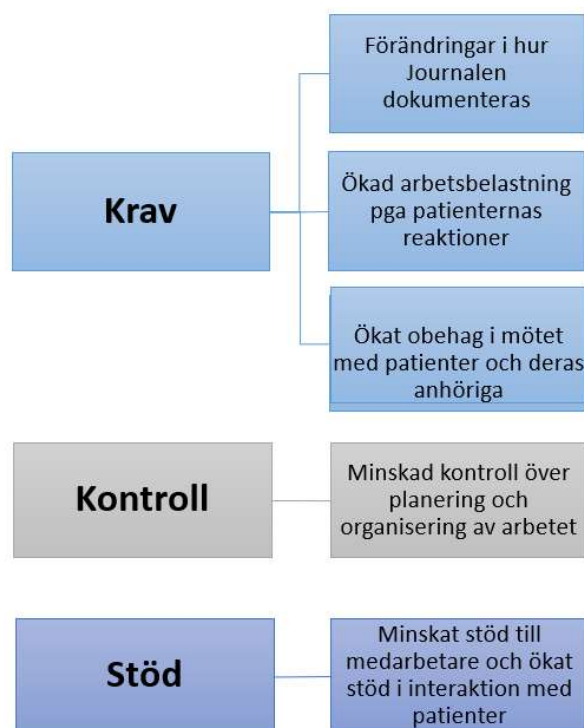 Krav
Förändringar i hur
Journalen
dokumenteras
Ökad arbetsbelastning
pga patienternas
reaktioner
Ökat obehag i mötet
med patienter och deras
anhöriga
Kontroll
Minskad kontroll över
planering och
organisering av arbetet
Stöd
Minskat stöd till
medarbetare och ökat
stöd i interaktion med
patienter